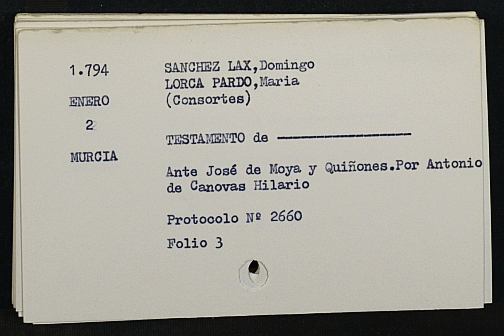 1.794
SANCHEZ LAX,Domingo
LORCA PARDO,Maria
ENERO
(Consortes)
2
TESTAMENTO de
MURCIA
Ante José de Moya y Quiñones.Por Antonio
de Canovas Hilario
Protocolo Nº 2660
Folio 3